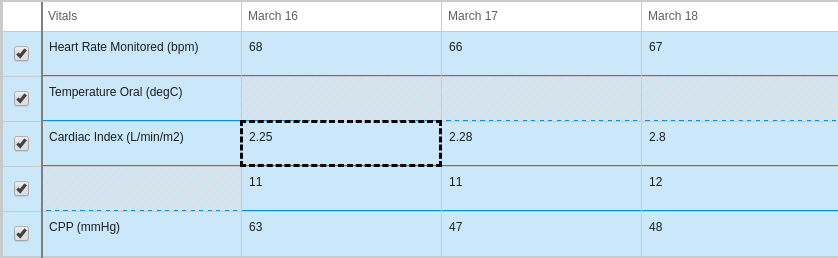 Vitals March 16 March 17 March 18
Heart Rate Monitored (bpm) 68 66 67
Temperature Oral (degC)
Cardiac Index (L/min/m2) 2.25 2.28 2.8
11 11 12
CPP (mmHg) 63 47 48